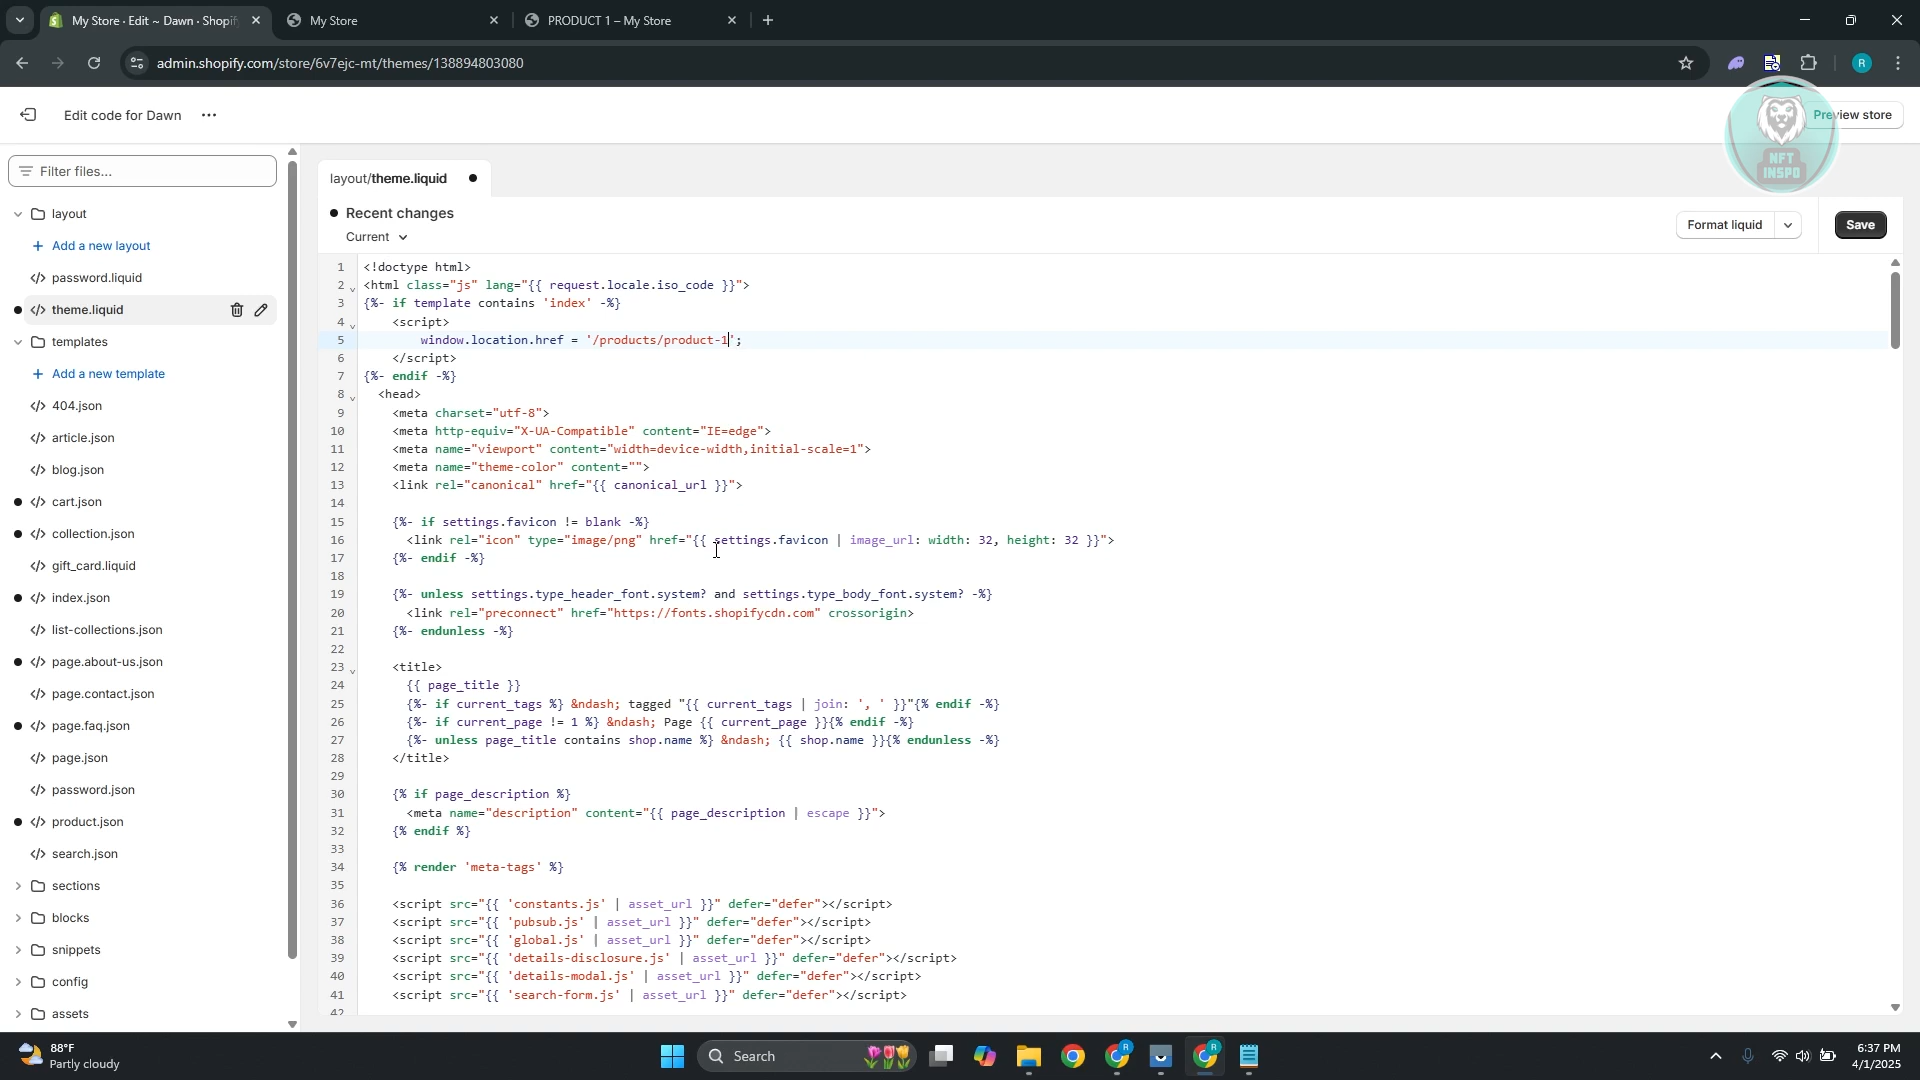 My Store · Edit ~ Dawn · Shopify
My Store
PRODUCT 1 – My Store
admin.shopify.com/store/6v7ejc-mt/themes/138894803080
R
Edit code for Dawn
Preview store
NFT
INSPO
Filter files...
layout
Add a new layout
password.liquid
theme.liquid
templates
Add a new template
404.json
article.json
blog.json
cart.json
collection.json
gift_card.liquid
index.json
list-collections.json
page.about-us.json
page.contact.json
page.faq.json
page.json
password.json
product.json
search.json
sections
blocks
snippets
config
assets
layout/theme.liquid
Recent changes
Current
Format liquid
Save
1 <!doctype html>
2 <html class="js" lang="{{ request.locale.iso_code }}">
3 {%- if template contains 'index' -%}
4 <script>
5 window.location.href = '/products/product-1';
6 </script>
7 {%- endif -%}
8 <head>
9 <meta charset="utf-8">
10 <meta http-equiv="X-UA-Compatible" content="IE=edge">
11 <meta name="viewport" content="width=device-width,initial-scale=1">
12 <meta name="theme-color" content="">
13 <link rel="canonical" href="{{ canonical_url }}">
14
15 {%- if settings.favicon != blank -%}
16 <link rel="icon" type="image/png" href="{{ settings.favicon | image_url: width: 32, height: 32 }}">
17 {%- endif -%}
18
19 {%- unless settings.type_header_font.system? and settings.type_body_font.system? -%}
20 <link rel="preconnect" href="https://fonts.shopifycdn.com" crossorigin>
21 {%- endunless -%}
22
23 <title>
24 {{ page_title }}
25 {%- if current_tags %} &ndash; tagged "{{ current_tags | join: ', ' }}"{% endif -%}
26 {%- if current_page != 1 %} &ndash; Page {{ current_page }}{% endif -%}
27 {%- unless page_title contains shop.name %} &ndash; {{ shop.name }}{% endunless -%}
28 </title>
29
30 {% if page_description %}
31 <meta name="description" content="{{ page_description | escape }}">
32 {% endif %}
33
34 {% render 'meta-tags' %}
35
36 <script src="{{ 'constants.js' | asset_url }}" defer="defer"></script>
37 <script src="{{ 'pubsub.js' | asset_url }}" defer="defer"></script>
38 <script src="{{ 'global.js' | asset_url }}" defer="defer"></script>
39 <script src="{{ 'details-disclosure.js' | asset_url }}" defer="defer"></script>
40 <script src="{{ 'details-modal.js' | asset_url }}" defer="defer"></script>
41 <script src="{{ 'search-form.js' | asset_url }}" defer="defer"></script>
42
88°F
Partly cloudy
Search
R
R
6:37 PM
4/1/2025